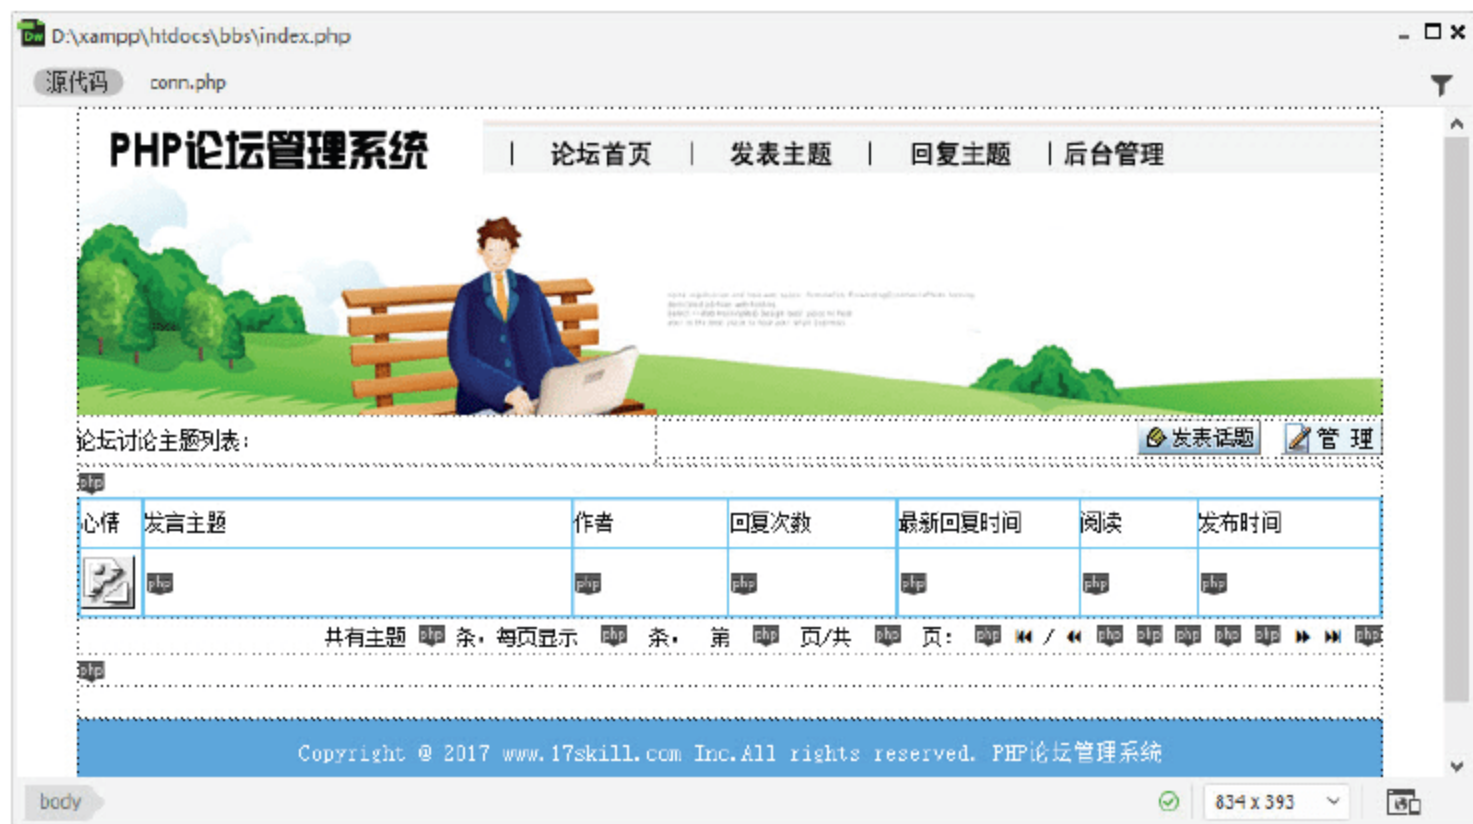 Dw D:\xampp\htdocs\bbs\index.php
源代码 conn.php
PHP论坛管理系统 | 论坛首页 | 发表主题 | 回复主题 | 后台管理
论坛讨论主题列表: 发表话题 管 理
php
心情 发言主题 作者 回复次数 最新回复时间 阅读 发布时间
php php php php php php
共有主题 php 条，每页显示 php 条， 第 php 页/共 php 页: php / php php php php php php
php
Copyright @ 2017 www.17skill.com Inc.All rights reserved. PHP论坛管理系统
body 834 x 393